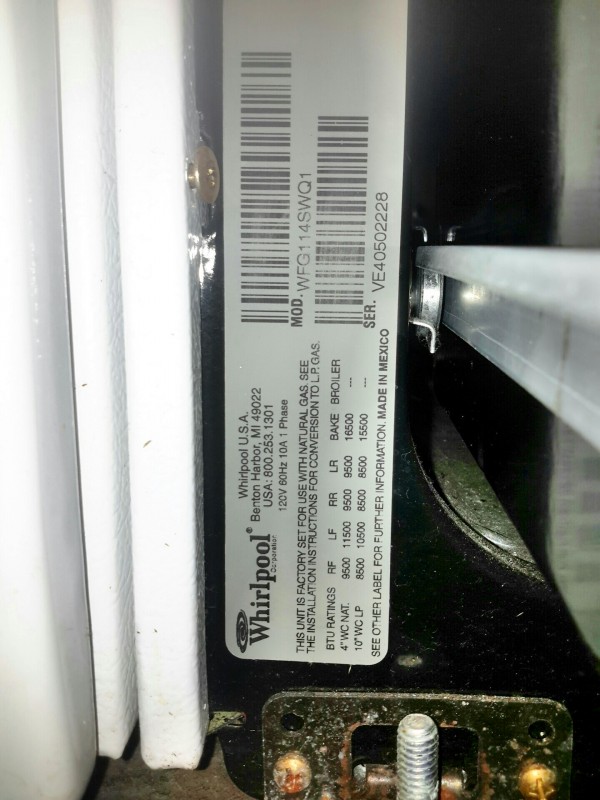 Whirlpool®
Corporation
Whirlpool U.S.A.
Benton Harbor, MI 49022
USA: 800.253.1301
120V 60Hz 10A 1 Phase
MOD. WFG114SWQ1
THIS UNIT IS FACTORY SET FOR USE WITH NATURAL GAS. SEE
THE INSTALLATION INSTRUCTIONS FOR CONVERSION TO L.P. GAS.
SER. VE40502228
BTU RATINGS RF LF RR LR BAKE BROILER
4" WC NAT. 9500 11500 9500 9500 16500 ---
10" WC LP 8500 10500 8500 8500 15500 ---
SEE OTHER LABEL FOR FURTHER INFORMATION. MADE IN MEXICO